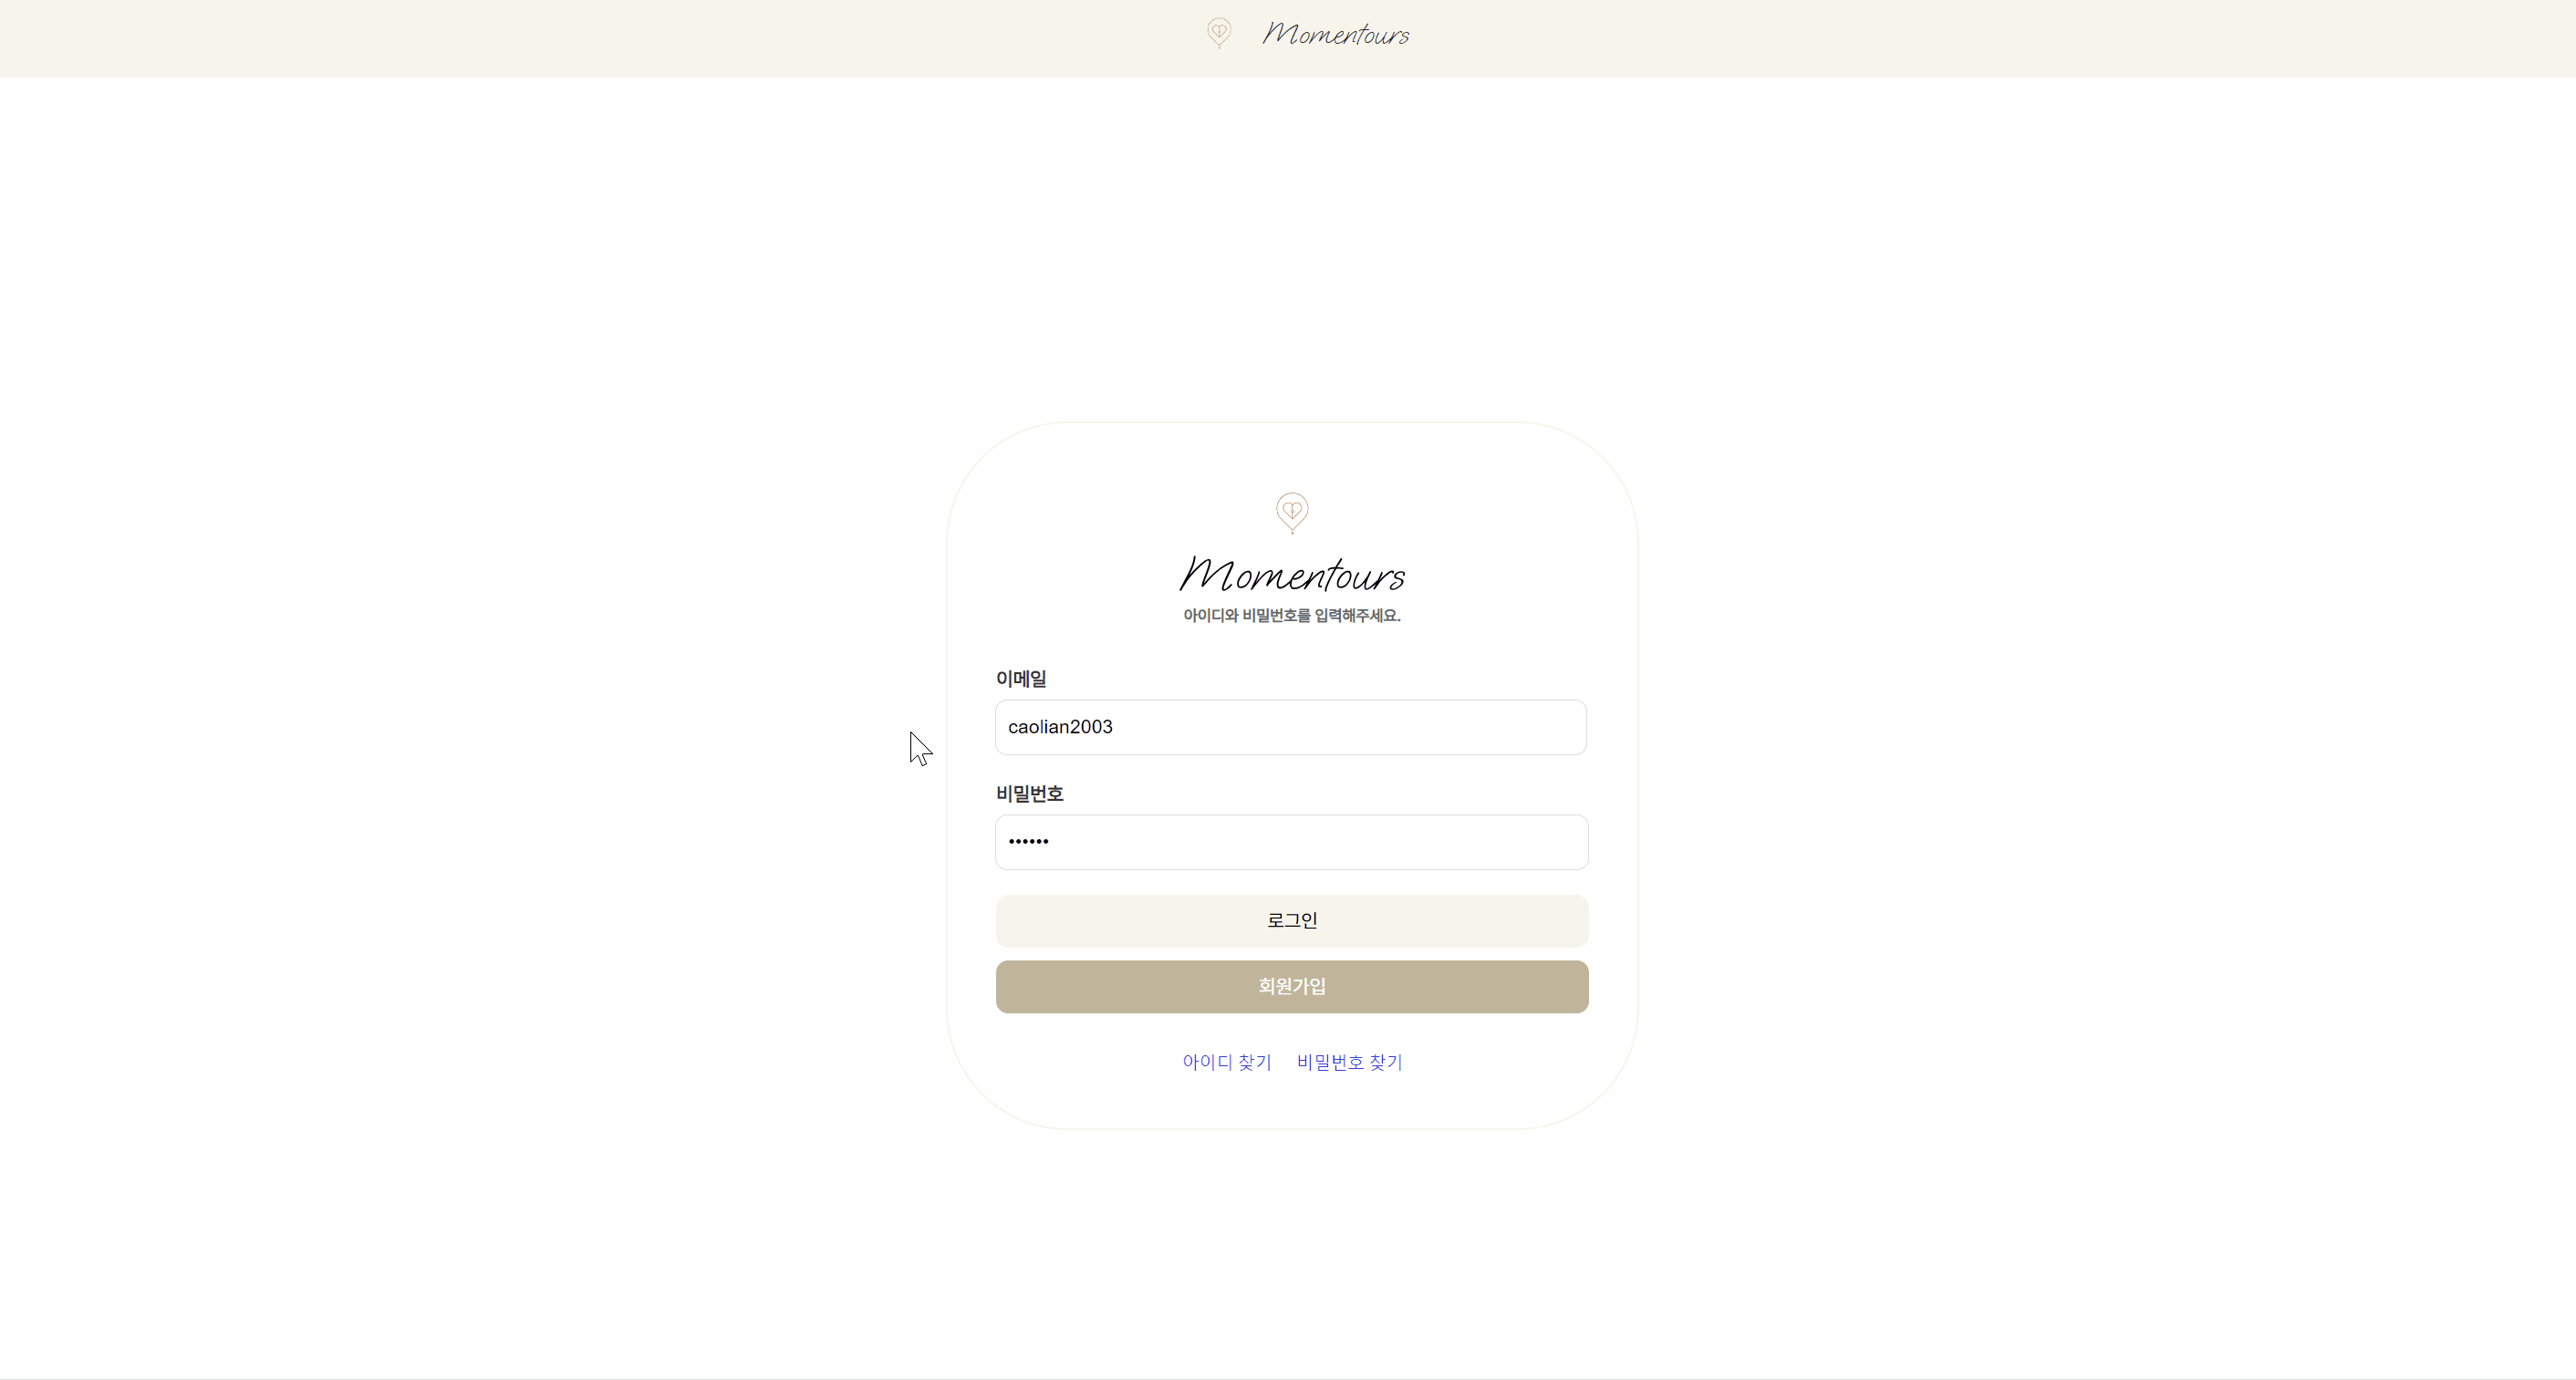 Momentours
Momentours
아이디와 비밀번호를 입력해주세요.
이메일
caolian2003
비밀번호
••••••
로그인
회원가입
아이디 찾기 비밀번호 찾기